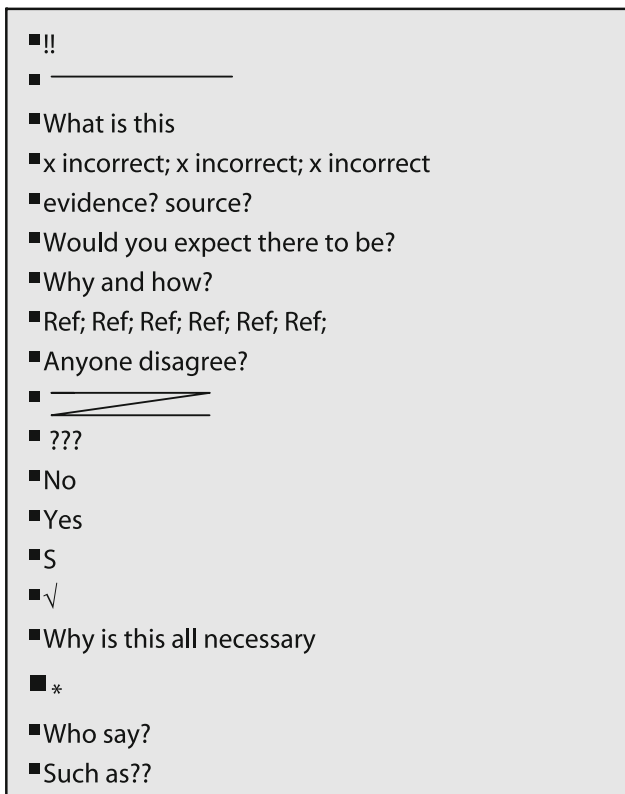 ■!!
■
■What is this
■x incorrect; x incorrect; x incorrect
■evidence? source?
■Would you expect there to be?
■Why and how?
■Ref; Ref; Ref; Ref; Ref; Ref;
■Anyone disagree?
■
■ ???
■No
■Yes
■S
■√
■Why is this all necessary
■ *
■Who say?
■Such as??